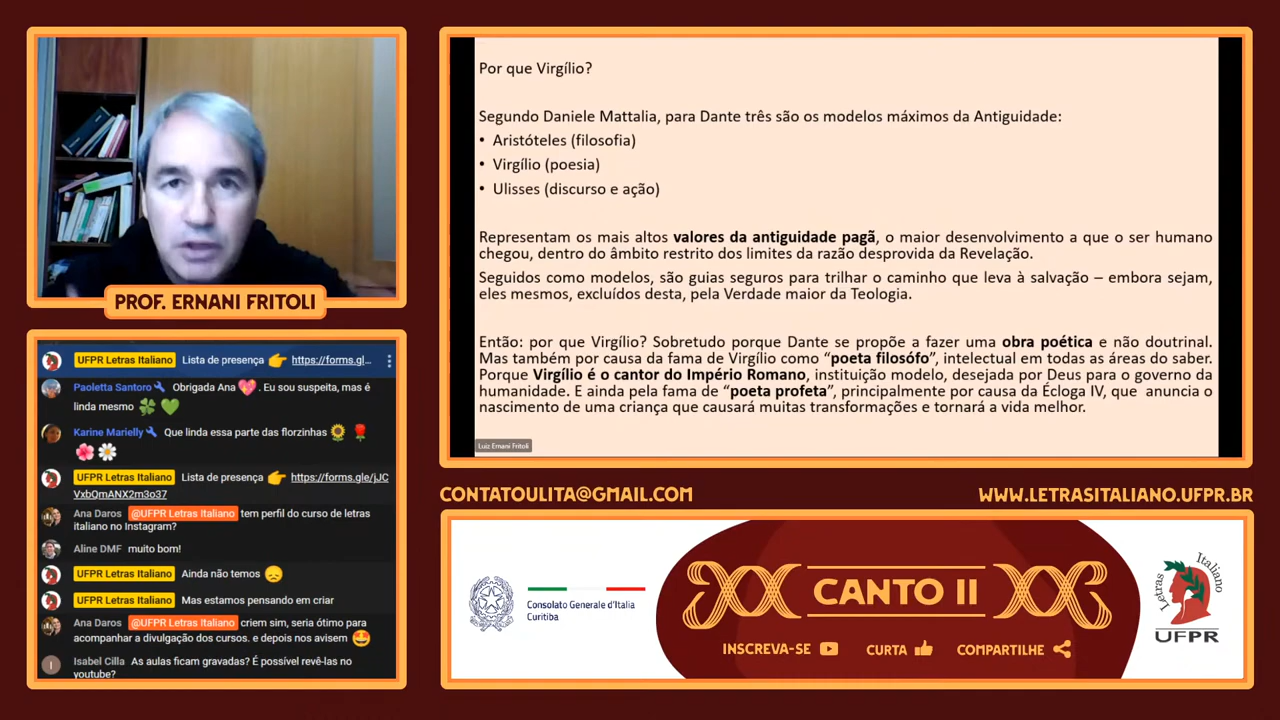 PROF. ERNANI FRITOLI
UFPR Letras Italiano Lista de presença 👉 https://forms.gl...
Paoletta Santoro Obrigada Ana 💖. Eu sou suspeita, mas é
linda mesmo 🍀 💚
Karine Marielly Que linda essa parte das florzinhas 🌻 🌹
🌺 🌼
UFPR Letras Italiano Lista de presença 👉 https://forms.gle/jJC
VxbQmANX2m3o37
Ana Daros @UFPR Letras Italiano tem perfil do curso de letras
italiano no Instagram?
Aline DMF muito bom!
UFPR Letras Italiano Ainda não temos 😞
UFPR Letras Italiano Mas estamos pensando em criar
Ana Daros @UFPR Letras Italiano criem sim, seria ótimo para
acompanhar a divulgação dos cursos. e depois nos avisem 🤩
I
Isabel Cilla As aulas ficam gravadas? É possível revê-las no
youtube?
Por que Virgílio?
Segundo Daniele Mattalia, para Dante três são os modelos máximos da Antiguidade:
• Aristóteles (filosofia)
• Virgílio (poesia)
• Ulisses (discurso e ação)
Representam os mais altos valores da antiguidade pagã, o maior desenvolvimento a que o ser humano
chegou, dentro do âmbito restrito dos limites da razão desprovida da Revelação.
Seguidos como modelos, são guias seguros para trilhar o caminho que leva à salvação – embora sejam,
eles mesmos, excluídos desta, pela Verdade maior da Teologia.
Então: por que Virgílio? Sobretudo porque Dante se propõe a fazer uma obra poética e não doutrinal.
Mas também por causa da fama de Virgílio como “poeta filosófo”, intelectual em todas as áreas do saber.
Porque Virgílio é o cantor do Império Romano, instituição modelo, desejada por Deus para o governo da
humanidade. E ainda pela fama de “poeta profeta”, principalmente por causa da Écloga IV, que anuncia o
nascimento de uma criança que causará muitas transformações e tornará a vida melhor.
Luiz Ernani Fritoli
CONTATOULITA@GMAIL.COM
WWW.LETRASITALIANO.UFPR.BR
Consolato Generale d'Italia
Curitiba
CANTO II
INSCREVA-SE
CURTA
COMPARTILHE
Letras Italiano
UFPR